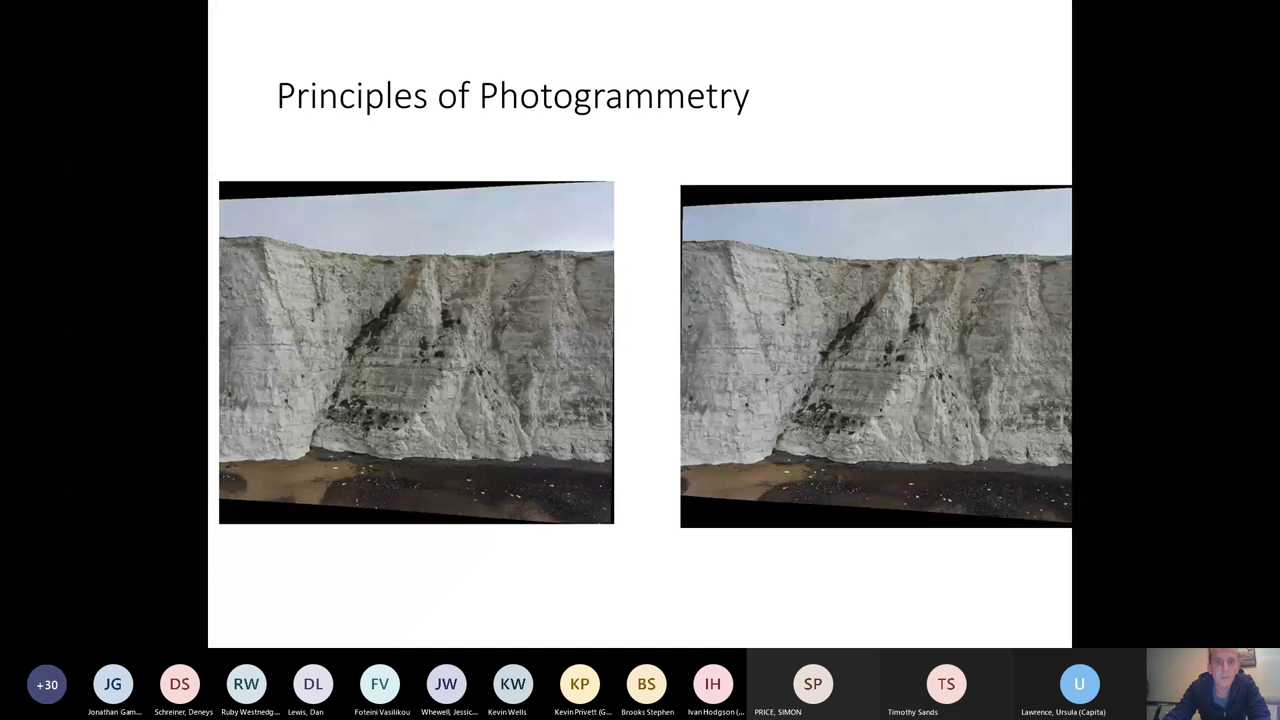 Principles of Photogrammetry
+30
JG
DS
RW
DL
FV
JW
KW
KP
BS
IH
SP
TS
U
Jonathan Gam...
Schreiner, Deneys
Ruby Westnedg...
Lewis, Dan
Foteini Vasilikou
Whewell, Jessic...
Kevin Wells
Kevin Privett (G...
Brooks Stephen
Ivan Hodgson (...
PRICE, SIMON
Timothy Sands
Lawrence, Ursula (Capita)